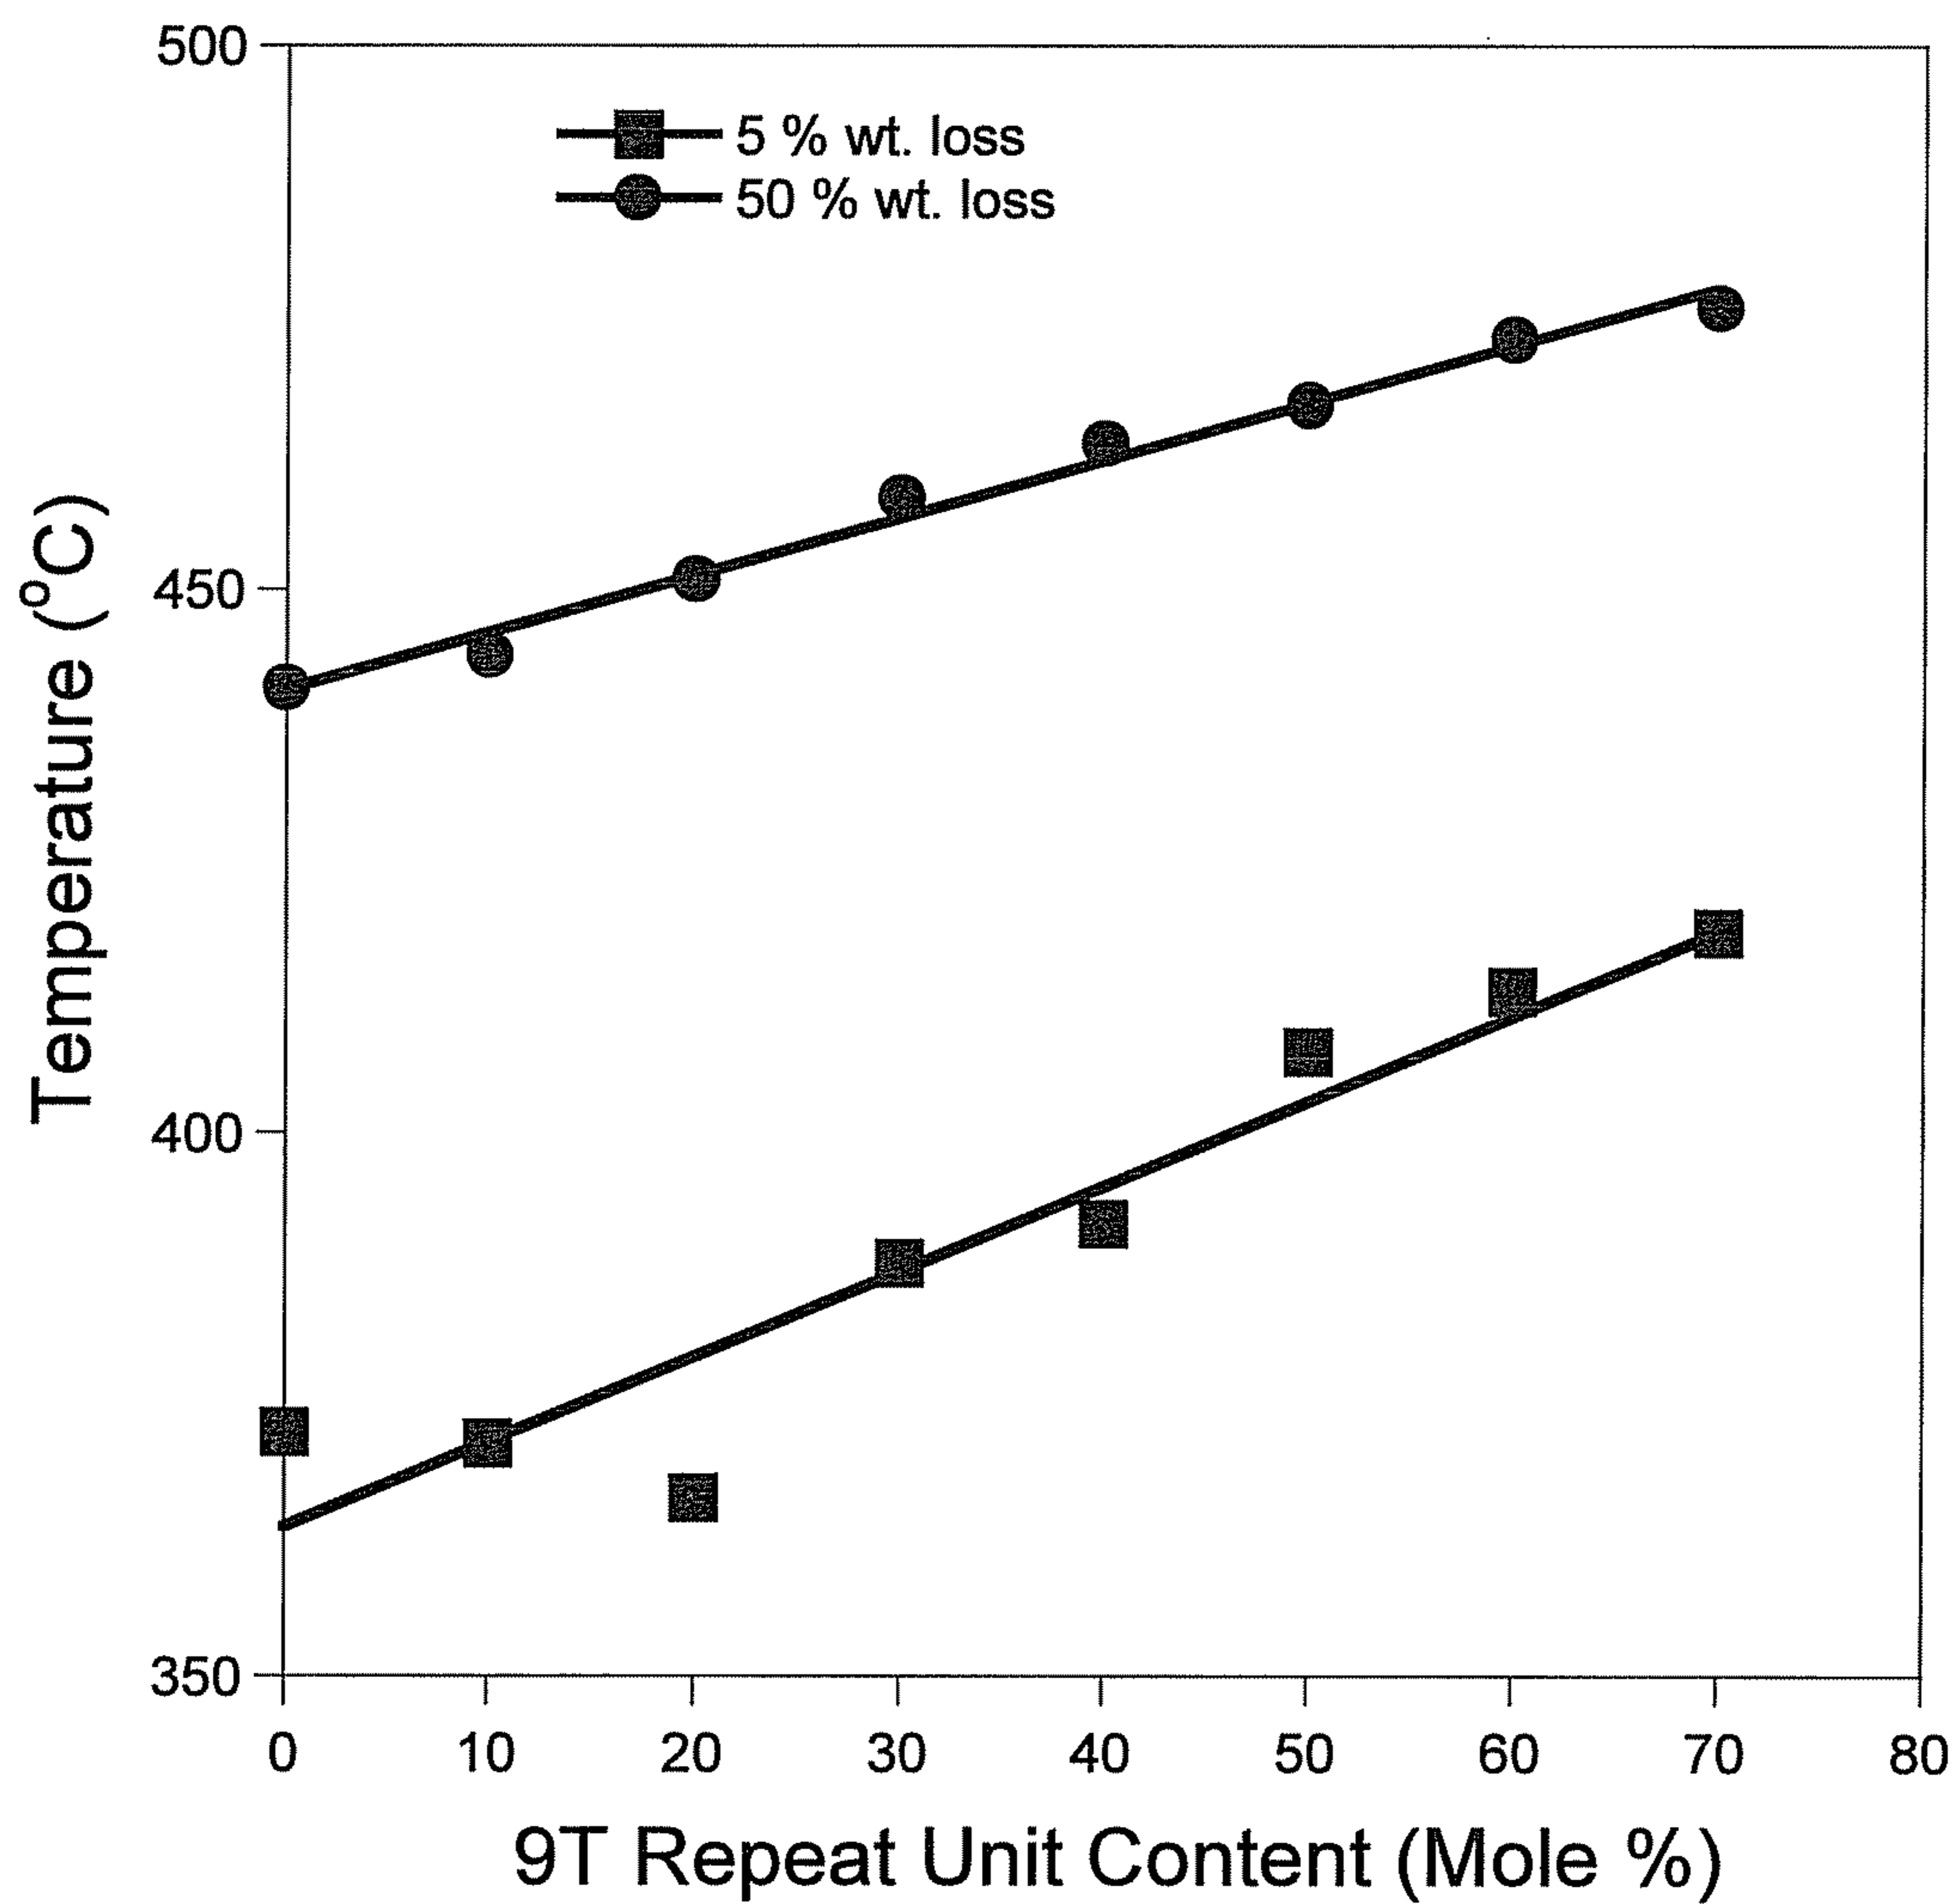 500
5 % wt. loss
50 % wt. loss
450
400
350
Temperature (°C)
0 10 20 30 40 50 60 70 80
9T Repeat Unit Content (Mole %)